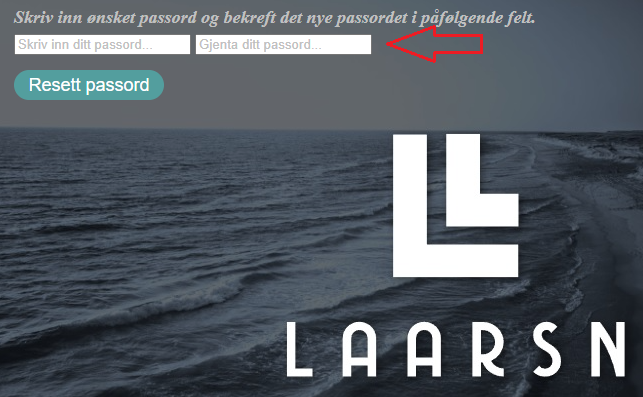 Skriv inn ønsket passord og bekreft det nye passordet i påfølgende felt.
Skriv inn ditt passord... Gjenta ditt passord...
Resett passord
LL
LAARSN